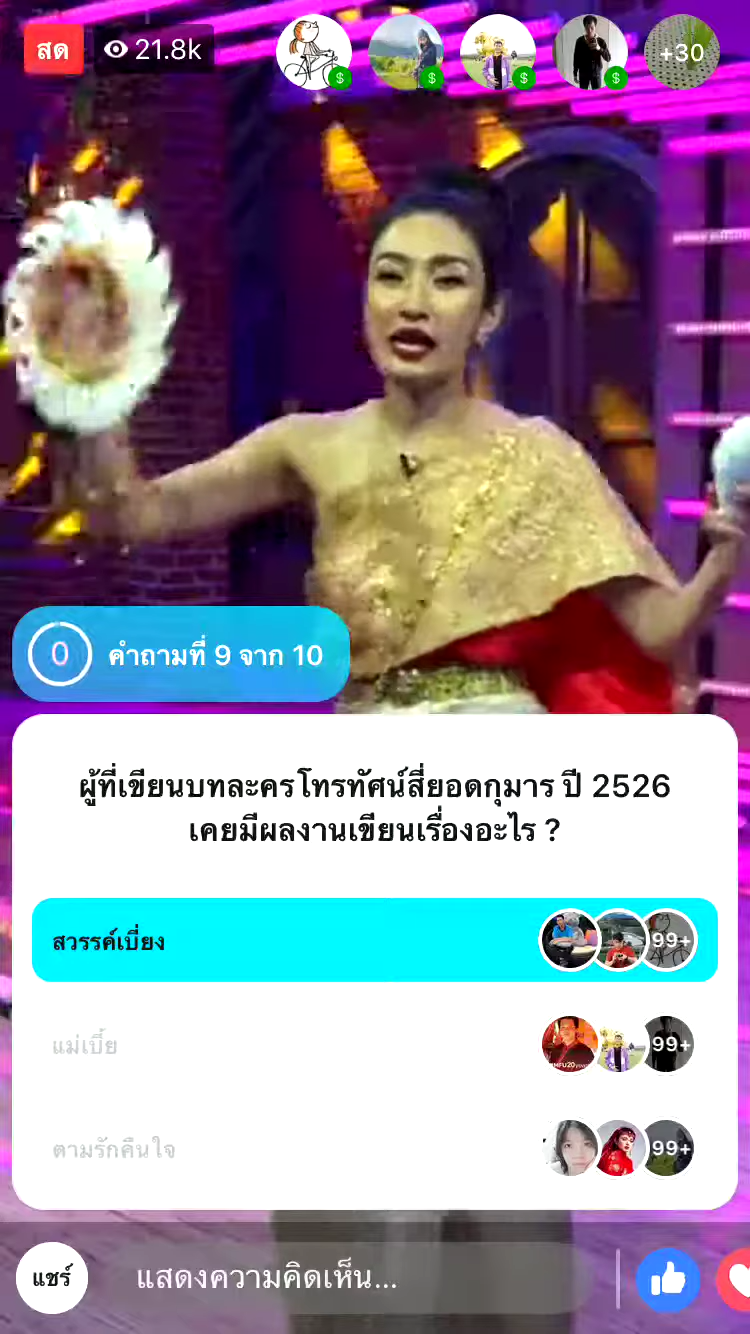 สด
21.8k
$
$
$
$
+30
0
คำถามที่ 9 จาก 10
ผู้ที่เขียนบทละครโทรทัศน์สี่ยอดกุมาร ปี 2526
เคยมีผลงานเขียนเรื่องอะไร ?
สวรรค์เบี่ยง
99+
แม่เบี้ย
99+
ตามรักคืนใจ
99+
แชร์
แสดงความคิดเห็น...